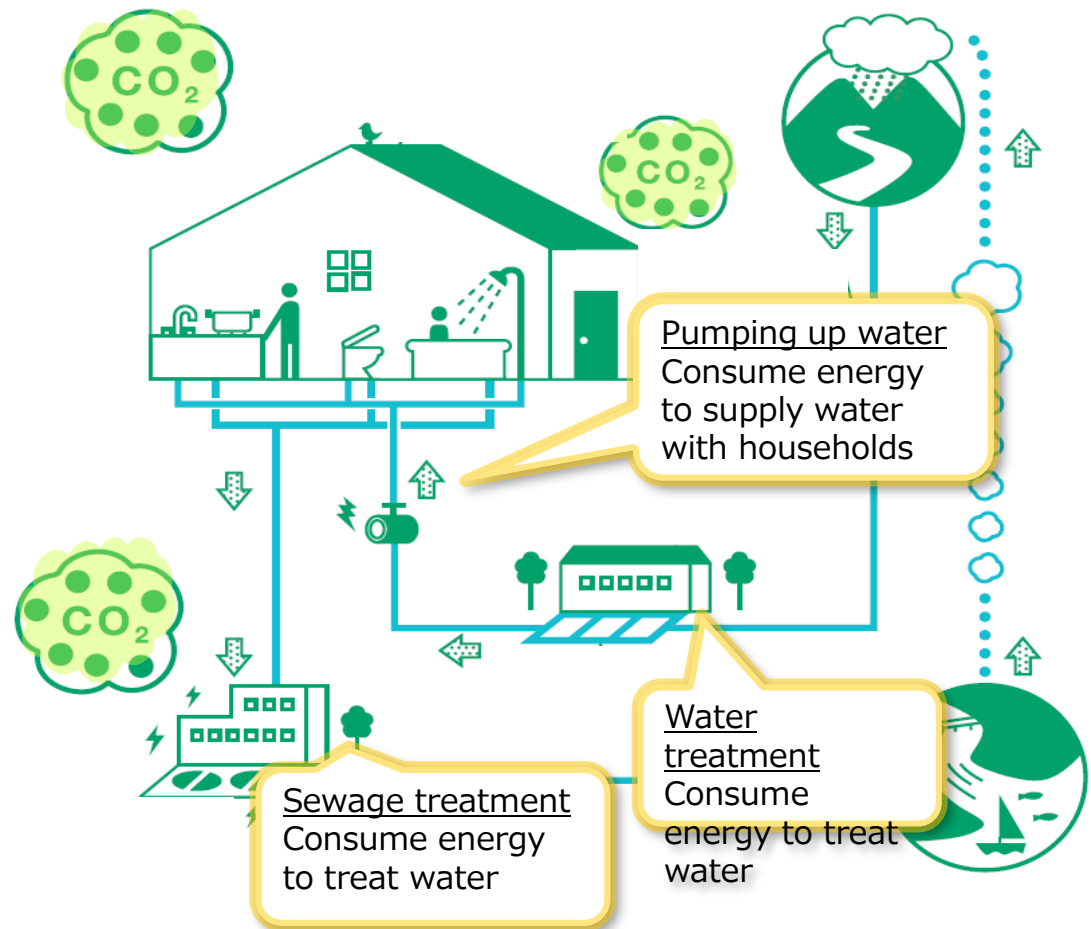 CO₂
CO₂
Pumping up water
Consume energy
to supply water
with households
CO₂
Water
treatment
Consume
energy to treat
water
Sewage treatment
Consume energy
to treat water